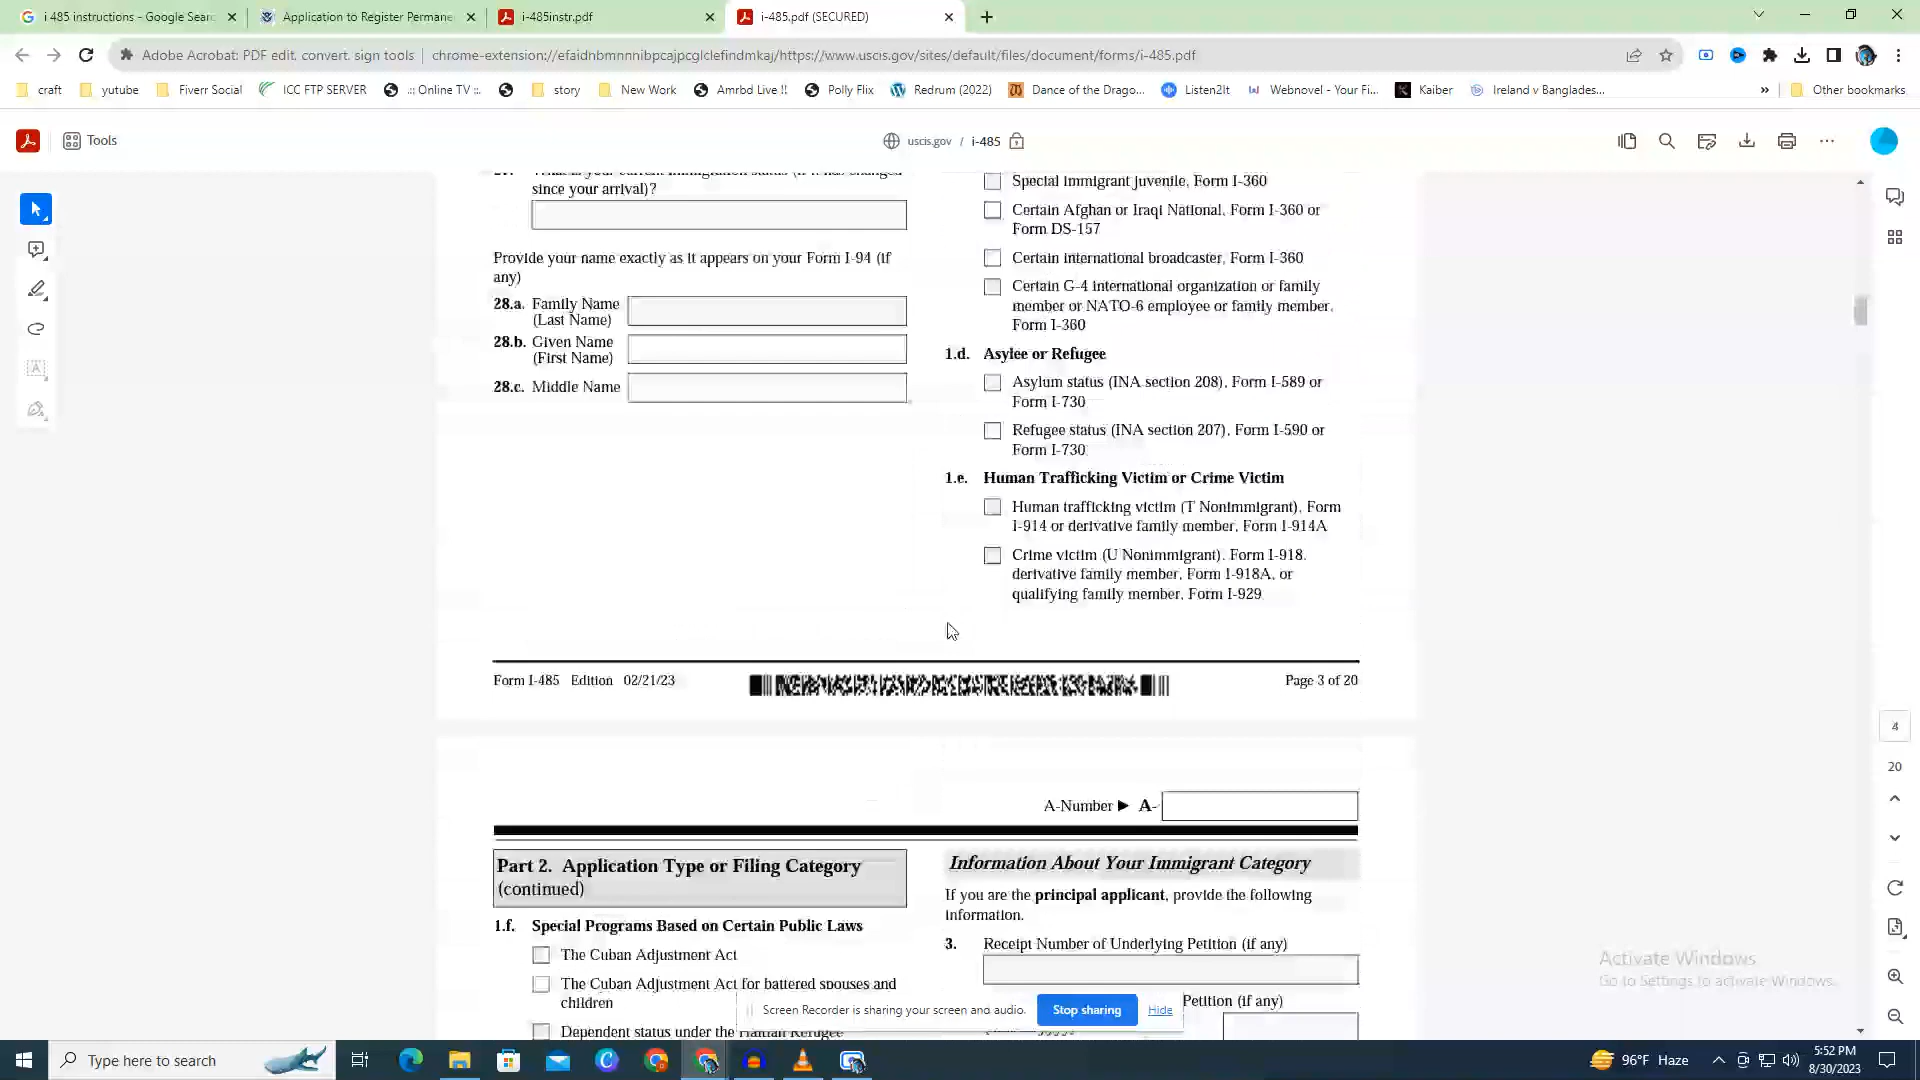 i 485 instructions - Google Sear
Application to Register Permane
i-485instr.pdf
i-485.pdf (SECURED)
Adobe Acrobat: PDF edit, convert, sign tools
chrome-extension://efaidnbmnnnibpcajpcglclefindmkaj/https://www.uscis.gov/sites/default/files/document/forms/i-485.pdf
craft
yutube
Fiverr Social
ICC FTP SERVER
.:: Online TV ::.
story
New Work
Amrbd Live !!
Polly Flix
Redrum (2022)
Dance of the Drago...
Listen2It
Webnovel - Your Fi...
Kaiber
Ireland v Banglades...
»
Other bookmarks
Tools
uscis.gov / i-485
since your arrival)?
Provide your name exactly as it appears on your Form I-94 (if
any)
28.a. Family Name
(Last Name)
28.b. Given Name
(First Name)
28.c. Middle Name
Special immigrant juvenile, Form I-360
Certain Afghan or Iraqi National, Form I-360 or
Form DS-157
Certain international broadcaster, Form I-360
Certain G-4 international organization or family
member or NATO-6 employee or family member,
Form I-360
1.d. Asylee or Refugee
Asylum status (INA section 208), Form I-589 or
Form I-730
Refugee status (INA section 207), Form I-590 or
Form I-730
1.e. Human Trafficking Victim or Crime Victim
Human trafficking victim (T Nonimmigrant), Form
I-914 or derivative family member, Form I-914A
Crime victim (U Nonimmigrant), Form I-918,
derivative family member, Form I-918A, or
qualifying family member, Form I-929
Form I-485 Edition 02/21/23
Page 3 of 20
4
20
A-Number ► A-
Part 2. Application Type or Filing Category
(continued)
1.f. Special Programs Based on Certain Public Laws
The Cuban Adjustment Act
The Cuban Adjustment Act for battered spouses and
children
Dependent status under the Haitian Refugee
Information About Your Immigrant Category
If you are the principal applicant, provide the following
information.
3. Receipt Number of Underlying Petition (if any)
Petition (if any)
Screen Recorder is sharing your screen and audio.
Stop sharing
Hide
Activate Windows
Go to Settings to activate Windows.
Type here to search
96°F Haze
5:52 PM
8/30/2023